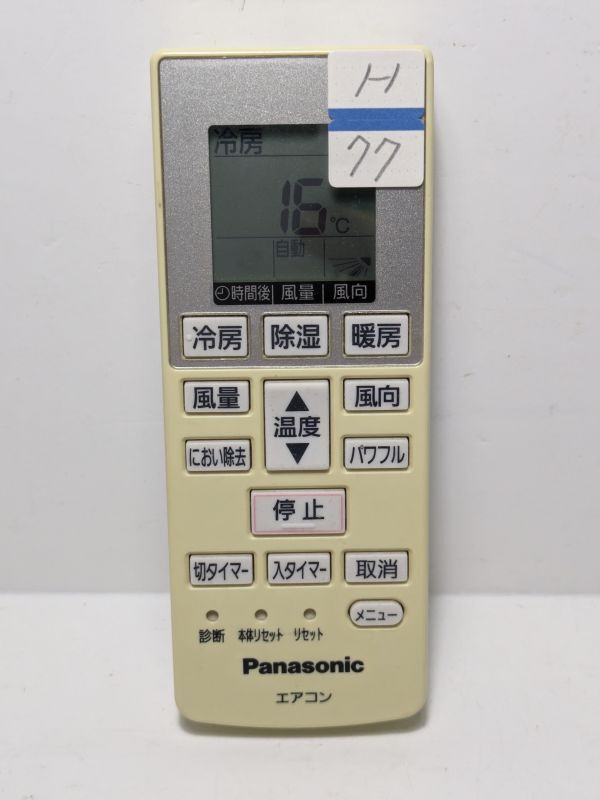 H
77
冷房
16℃
自動
時間後 風量 風向
冷房 除湿 暖房
風量 温度 風向
におい除去 パワフル
停止
切タイマー 入タイマー 取消
メニュー
診断 本体リセット リセット
Panasonic
エアコン